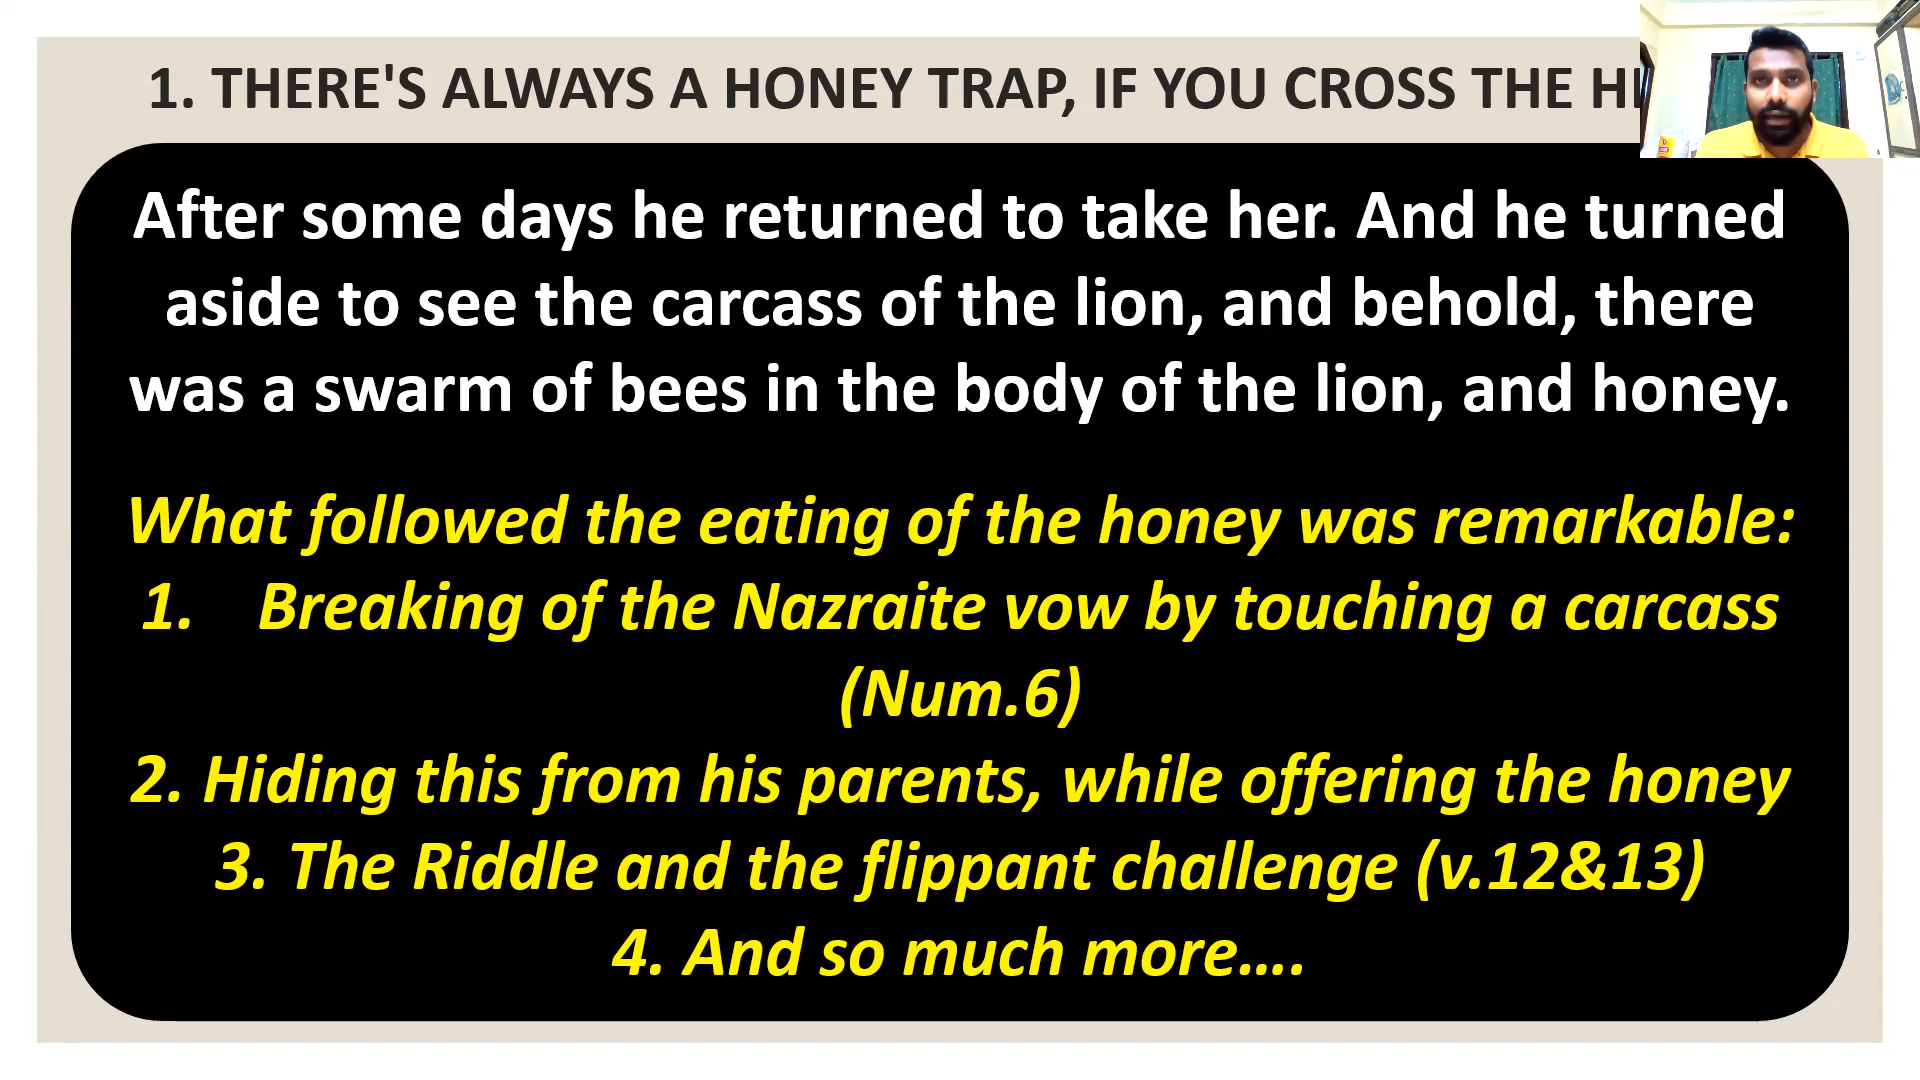 1. THERE'S ALWAYS A HONEY TRAP, IF YOU CROSS THE
After some days he returned to take her. And he turned
aside to see the carcass of the lion, and behold, there
was a swarm of bees in the body of the lion, and honey.
What followed the eating of the honey was remarkable:
1. Breaking of the Nazraite vow by touching a carcass
(Num.6)
2. Hiding this from his parents, while offering the honey
3. The Riddle and the flippant challenge (v.12&13)
4. And so much more….